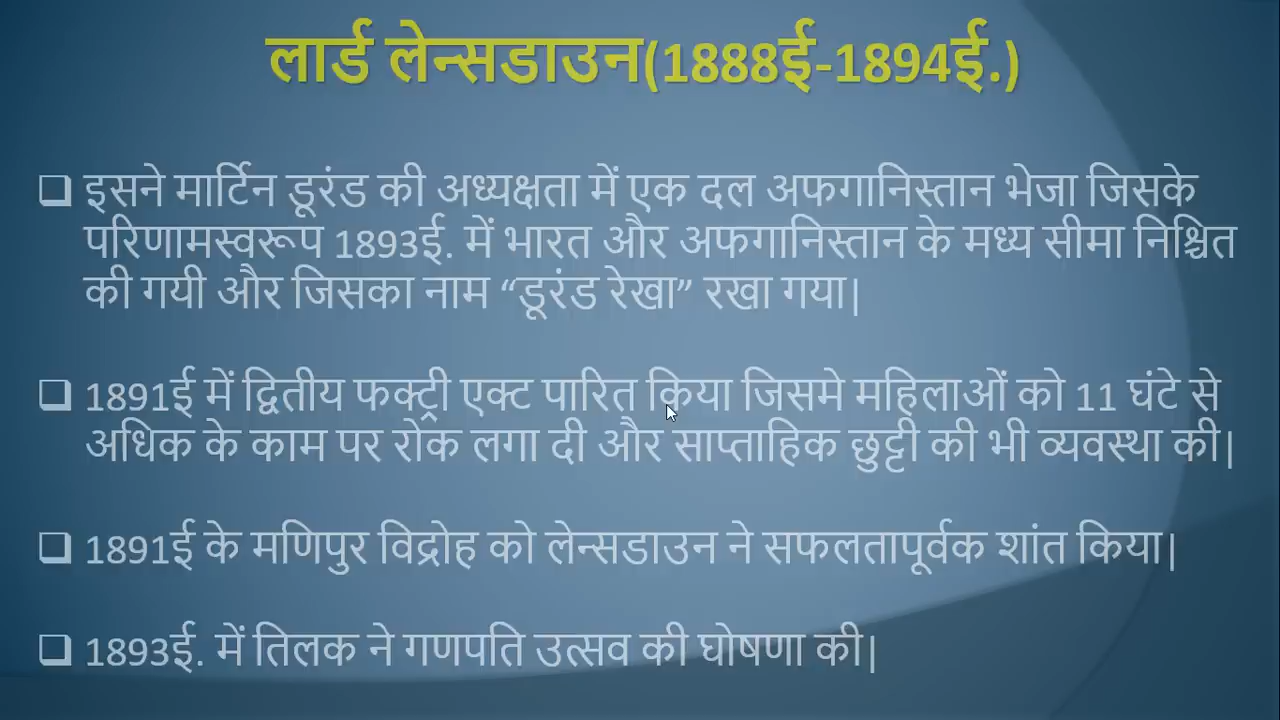 लार्ड लेन्सडाउन(1888ई-1894ई.)
❑ इसने मार्टिन डूरंड की अध्यक्षता में एक दल अफगानिस्तान भेजा जिसके
परिणामस्वरूप 1893ई. में भारत और अफगानिस्तान के मध्य सीमा निश्चित
की गयी और जिसका नाम “डूरंड रेखा” रखा गया|
❑ 1891ई में द्वितीय फक्ट्री एक्ट पारित किया जिसमे महिलाओं को 11 घंटे से
अधिक के काम पर रोक लगा दी और साप्ताहिक छुट्टी की भी व्यवस्था की|
❑ 1891ई के मणिपुर विद्रोह को लेन्सडाउन ने सफलतापूर्वक शांत किया|
❑ 1893ई. में तिलक ने गणपति उत्सव की घोषणा की|